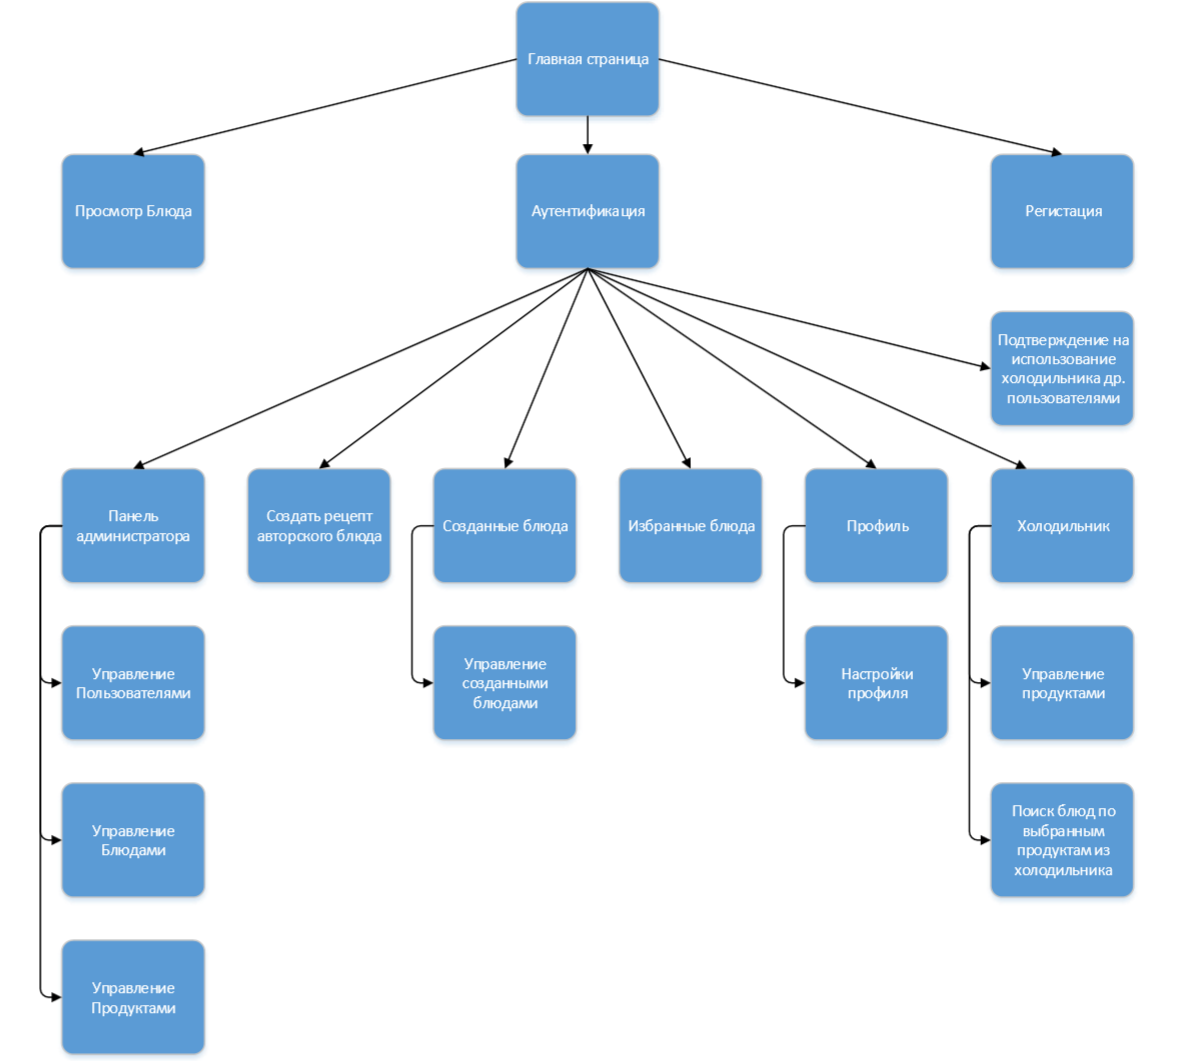 Главная страница
Просмотр Блюда
Аутентификация
Регистация
Подтверждение на
использование
холодильника др.
пользователями
Панель
администратора
Создать рецепт
авторского блюда
Созданные блюда
Избранные блюда
Профиль
Холодильник
Управление
Пользователями
Управление
созданными
блюдами
Настройки
профиля
Управление
продуктами
Управление
Блюдами
Поиск блюд по
выбранным
продуктам из
холодильника
Управление
Продуктами